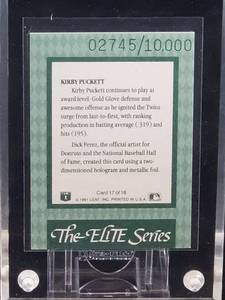 02745/10,000
KIRBY PUCKETT
Kirby Puckett continues to play at
award level- Gold Glove defense and
awesome offense as he ignited the Twins
surge from last-to-first, with ranking
production in batting average (.319) and
hits (195).
Dick Perez, the official artist for
Donruss and the National Baseball Hall
of Fame, created this card using a two-
dimensional hologram and metallic foil.
Card 17 of 18
© 1991 LEAF, INC. PRINTED IN U.S.A.
The ELITE Series